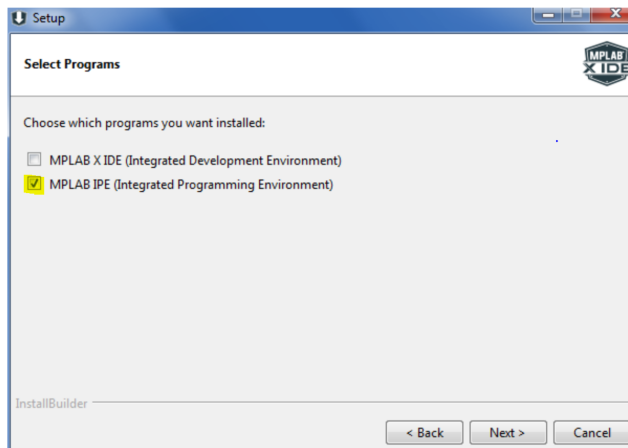 Setup
Select Programs
MPLAB
X IDE
Choose which programs you want installed:
MPLAB X IDE (Integrated Development Environment)
MPLAB IPE (Integrated Programming Environment)
InstallBuilder
< Back
Next >
Cancel